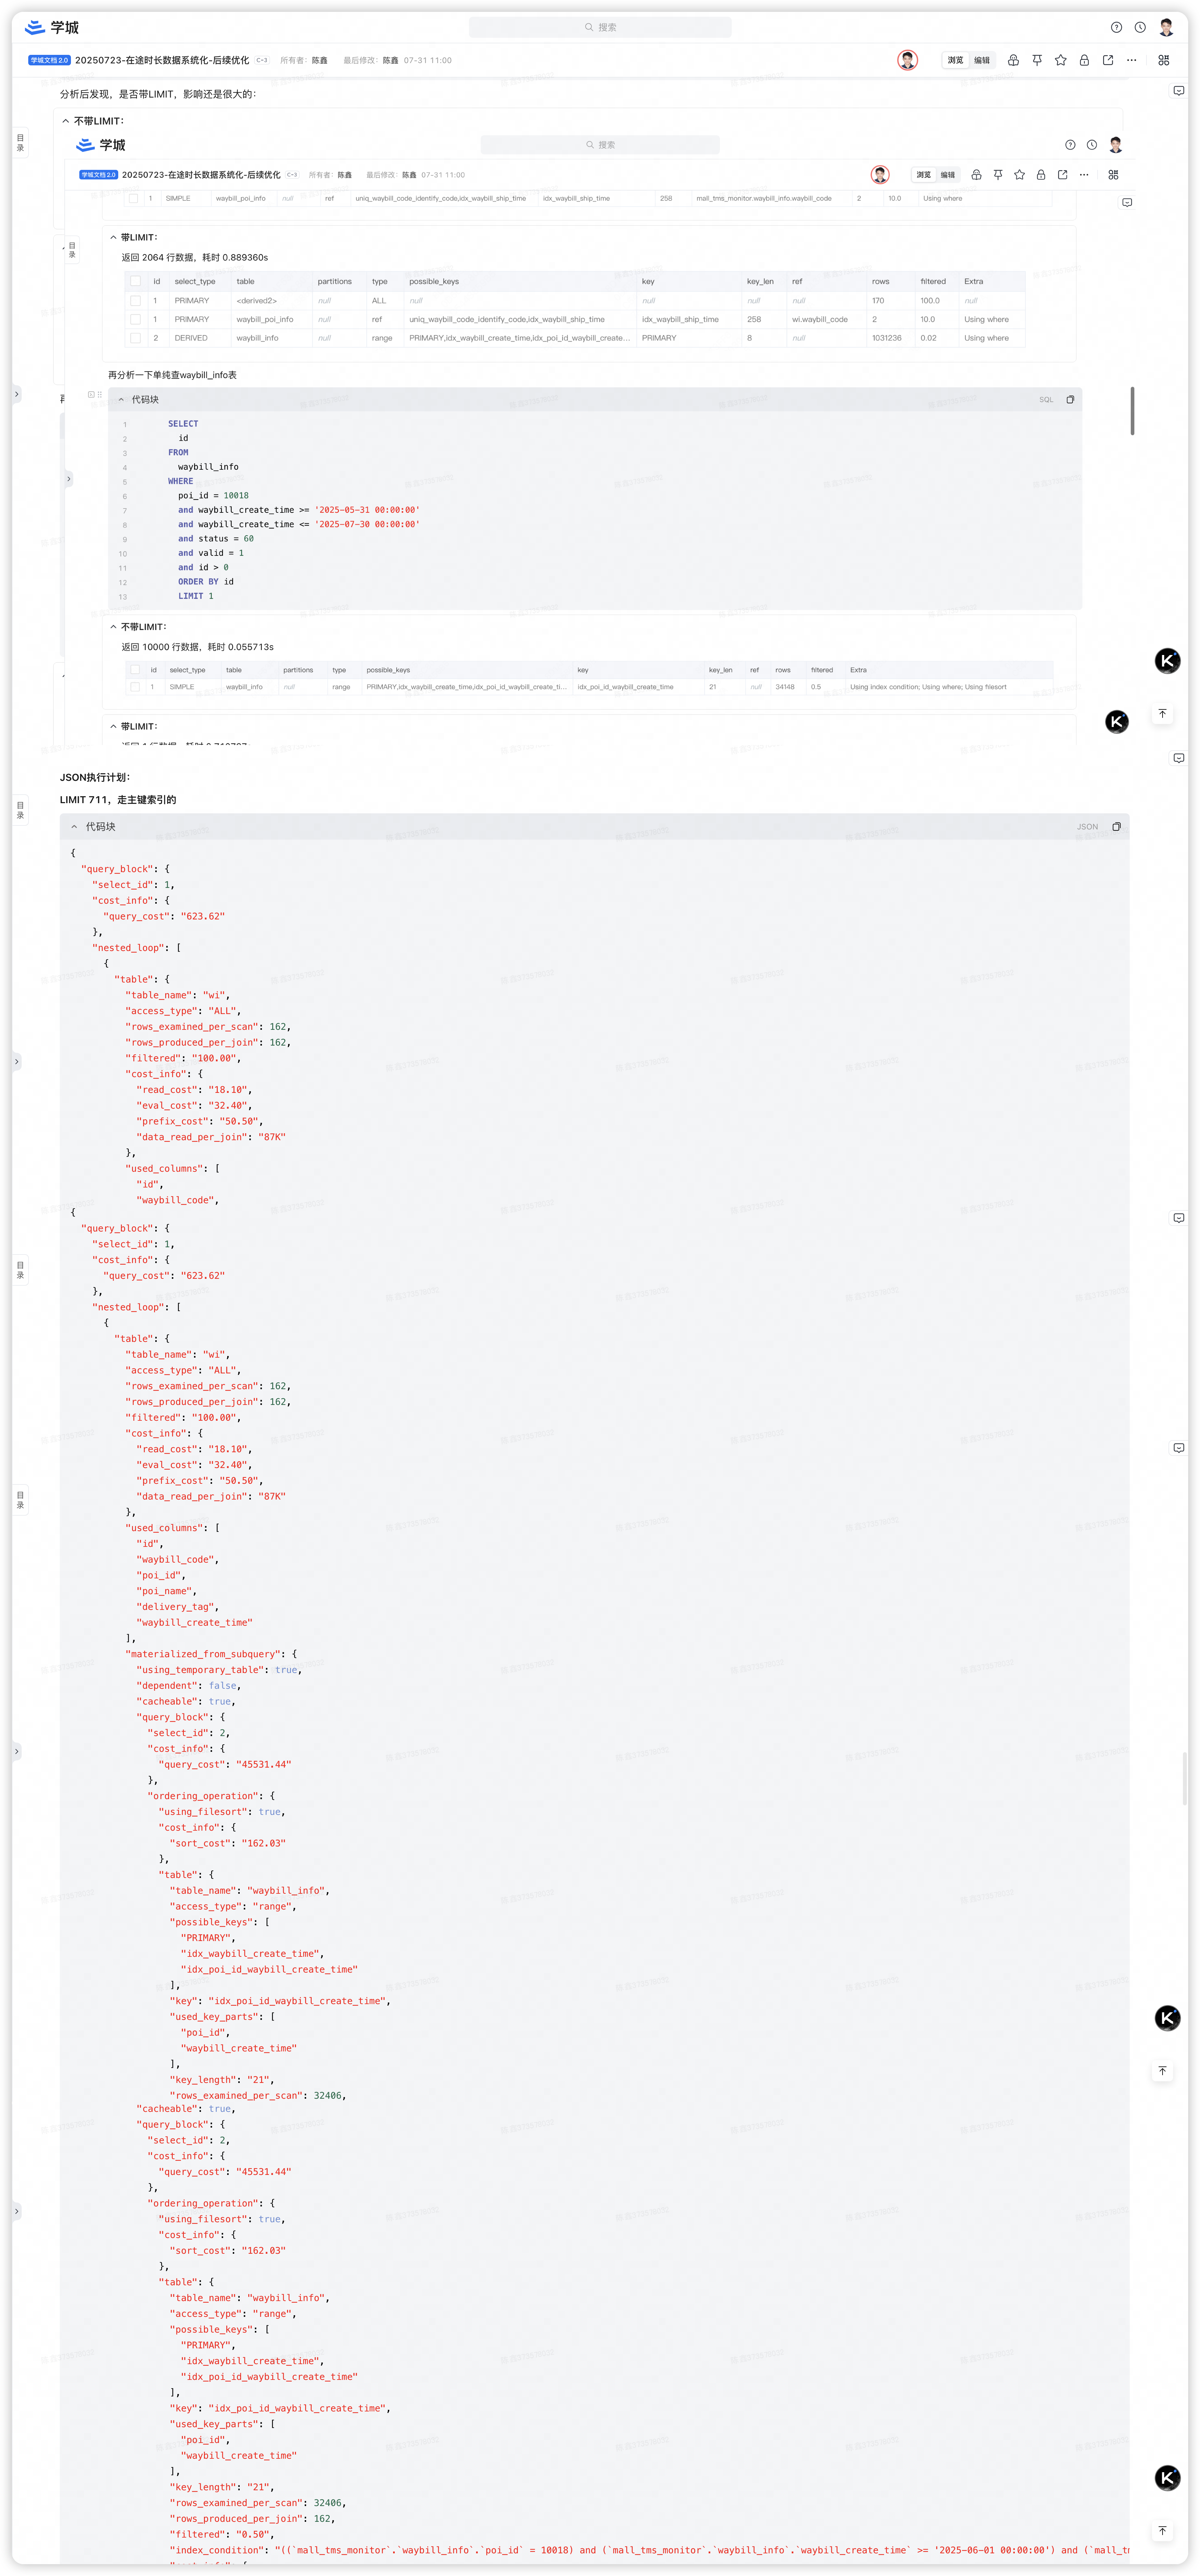 学城
搜索
学城文档 2.0 20250723-在途时长数据系统化-后续优化 C-3 所有者：陈鑫 最后修改：陈鑫 07-31 11:00 浏览 编辑
分析后发现，是否带LIMIT，影响还是很大的：
目录
不带LIMIT：
学城
搜索
学城文档 2.0 20250723-在途时长数据系统化-后续优化 C-3 所有者：陈鑫 最后修改：陈鑫 07-31 11:00 浏览 编辑
1 SIMPLE waybill_poi_info null ref uniq_waybill_code_identify_code,idx_waybill_ship_time idx_waybill_ship_time 258 mall_tms_monitor.waybill_info.waybill_code 2 10.0 Using where
目录
带LIMIT：
返回 2064 行数据，耗时 0.889360s
id select_type table partitions type possible_keys key key_len ref rows filtered Extra
1 PRIMARY <derived2> null ALL null null null null 170 100.0 null
1 PRIMARY waybill_poi_info null ref uniq_waybill_code_identify_code,idx_waybill_ship_time idx_waybill_ship_time 258 wi.waybill_code 2 10.0 Using where
2 DERIVED waybill_info null range PRIMARY,idx_waybill_create_time,idx_poi_id_waybill_create... PRIMARY 8 null 1031236 0.02 Using where
再分析一下单纯查waybill_info表
代码块 SQL
1 SELECT
2 id
3 FROM
4 waybill_info
5 WHERE
6 poi_id = 10018
7 and waybill_create_time >= '2025-05-31 00:00:00'
8 and waybill_create_time <= '2025-07-30 00:00:00'
9 and status = 60
10 and valid = 1
11 and id > 0
12 ORDER BY id
13 LIMIT 1
不带LIMIT：
返回 10000 行数据，耗时 0.055713s
id select_type table partitions type possible_keys key key_len ref rows filtered Extra
1 SIMPLE waybill_info null range PRIMARY,idx_waybill_create_time,idx_poi_id_waybill_create_ti... idx_poi_id_waybill_create_time 21 null 34148 0.5 Using index condition; Using where; Using filesort
带LIMIT：
JSON执行计划：
LIMIT 711，走主键索引的
目录
代码块 JSON
{
"query_block": {
"select_id": 1,
"cost_info": {
"query_cost": "623.62"
},
"nested_loop": [
{
"table": {
"table_name": "wi",
"access_type": "ALL",
"rows_examined_per_scan": 162,
"rows_produced_per_join": 162,
"filtered": "100.00",
"cost_info": {
"read_cost": "18.10",
"eval_cost": "32.40",
"prefix_cost": "50.50",
"data_read_per_join": "87K"
},
"used_columns": [
"id",
"waybill_code",
{
"query_block": {
"select_id": 1,
"cost_info": {
目录
"query_cost": "623.62"
},
"nested_loop": [
{
"table": {
"table_name": "wi",
"access_type": "ALL",
"rows_examined_per_scan": 162,
"rows_produced_per_join": 162,
"filtered": "100.00",
"cost_info": {
"read_cost": "18.10",
"eval_cost": "32.40",
"prefix_cost": "50.50",
"data_read_per_join": "87K"
目录
},
"used_columns": [
"id",
"waybill_code",
"poi_id",
"poi_name",
"delivery_tag",
"waybill_create_time"
],
"materialized_from_subquery": {
"using_temporary_table": true,
"dependent": false,
"cacheable": true,
"query_block": {
"select_id": 2,
"cost_info": {
"query_cost": "45531.44"
},
"ordering_operation": {
"using_filesort": true,
"cost_info": {
"sort_cost": "162.03"
},
"table": {
"table_name": "waybill_info",
"access_type": "range",
"possible_keys": [
"PRIMARY",
"idx_waybill_create_time",
"idx_poi_id_waybill_create_time"
],
"key": "idx_poi_id_waybill_create_time",
"used_key_parts": [
"poi_id",
"waybill_create_time"
],
"key_length": "21",
"rows_examined_per_scan": 32406,
"cacheable": true,
"query_block": {
"select_id": 2,
"cost_info": {
"query_cost": "45531.44"
},
"ordering_operation": {
"using_filesort": true,
"cost_info": {
"sort_cost": "162.03"
},
"table": {
"table_name": "waybill_info",
"access_type": "range",
"possible_keys": [
"PRIMARY",
"idx_waybill_create_time",
"idx_poi_id_waybill_create_time"
],
"key": "idx_poi_id_waybill_create_time",
"used_key_parts": [
"poi_id",
"waybill_create_time"
],
"key_length": "21",
"rows_examined_per_scan": 32406,
"rows_produced_per_join": 162,
"filtered": "0.50",
"index_condition": "((`mall_tms_monitor`.`waybill_info`.`poi_id` = 10018) and (`mall_tms_monitor`.`waybill_info`.`waybill_create_time` >= '2025-06-01 00:00:00') and (`mall_t